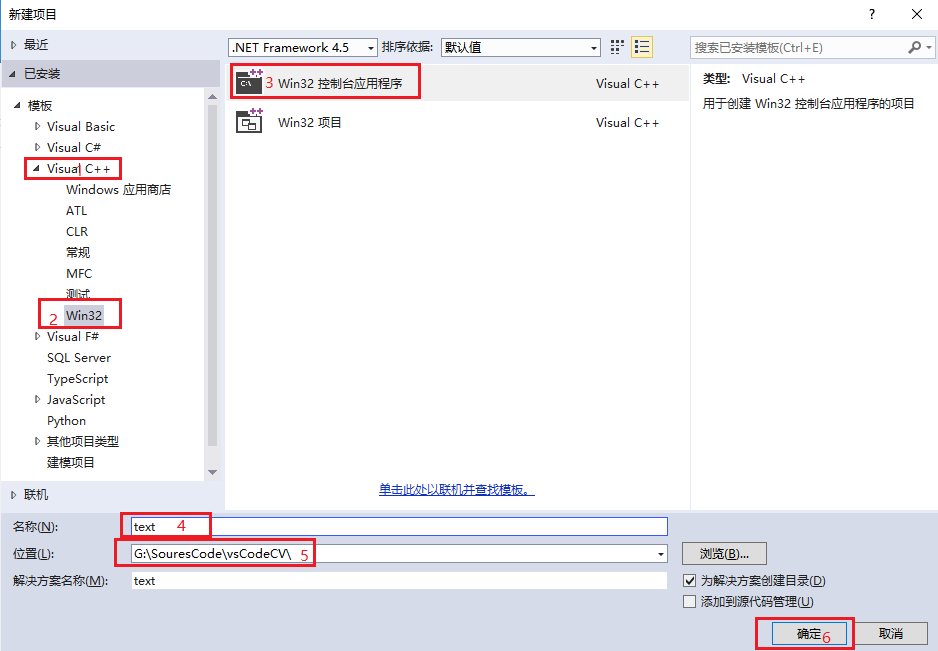 新建项目
?
最近
.NET Framework 4.5
排序依据:
默认值
搜索已安装模板(Ctrl+E)
已安装
模板
Visual Basic
Visual C#
Visual C++
Windows 应用商店
ATL
CLR
常规
MFC
测试
2 Win32
Visual F#
SQL Server
TypeScript
JavaScript
Python
其他项目类型
建模项目
联机
C:\
3 Win32 控制台应用程序
Visual C++
Win32 项目
Visual C++
单击此处以联机并查找模板。
类型: Visual C++
用于创建 Win32 控制台应用程序的项目
名称(N):
text 4
位置(L):
G:\SouresCode\vsCodeCV\ 5
浏览(B)...
解决方案名称(M):
text
为解决方案创建目录(D)
添加到源代码管理(U)
确定 6
取消